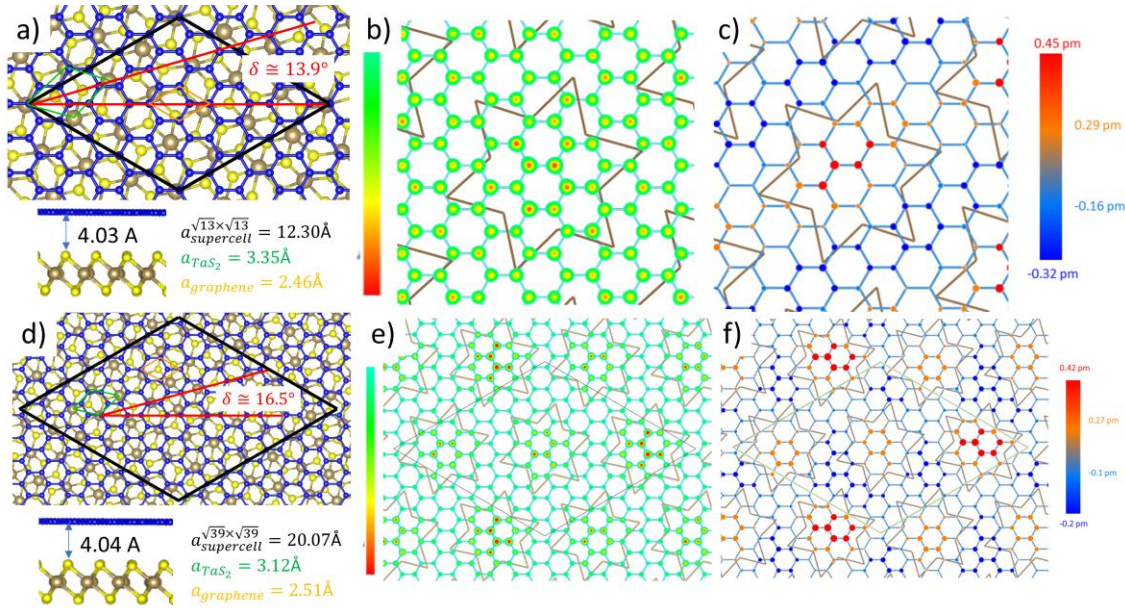 a)
δ ≅ 13.9°
4.03 A
a_{supercell}^{√13×√13} = 12.30Å
a_{TaS_2} = 3.35Å
a_{graphene} = 2.46Å
b)
c)
0.45 pm
0.29 pm
-0.16 pm
-0.32 pm
d)
δ ≅ 16.5°
4.04 A
a_{supercell}^{√39×√39} = 20.07Å
a_{TaS_2} = 3.12Å
a_{graphene} = 2.51Å
e)
f)
0.42 pm
0.27 pm
-0.1 pm
-0.2 pm